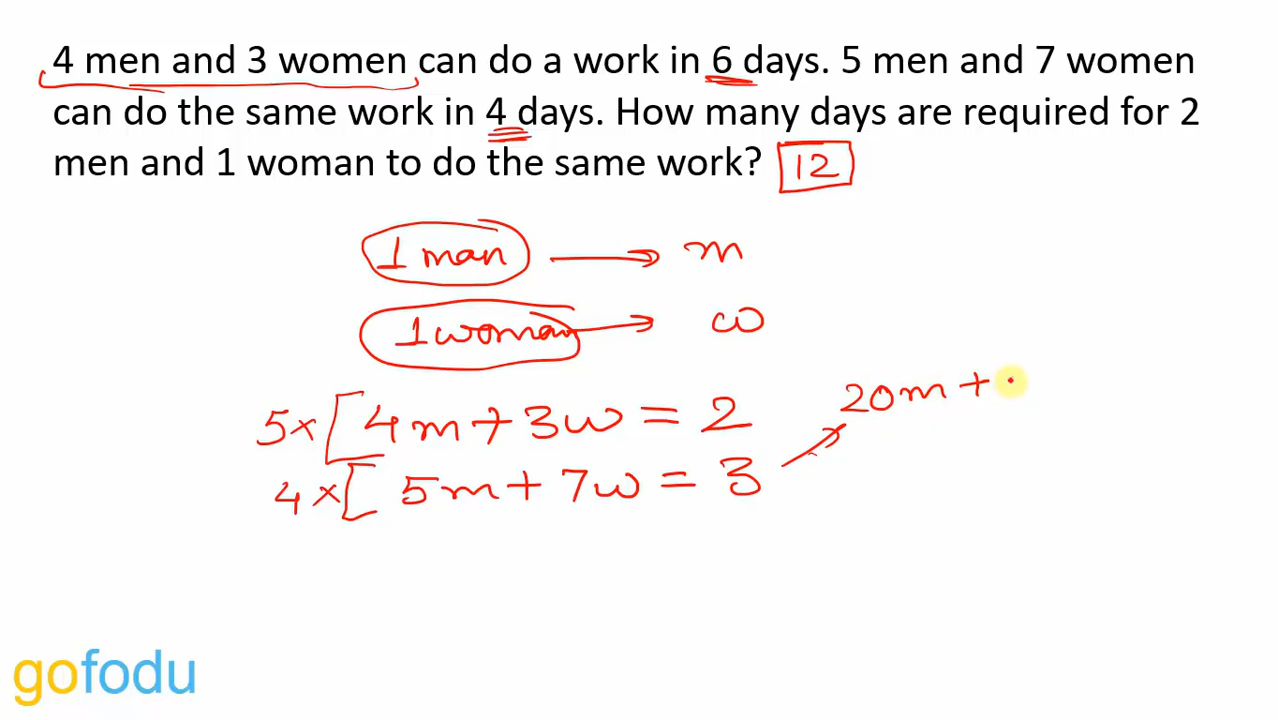 4 men and 3 women can do a work in 6 days. 5 men and 7 women
can do the same work in 4 days. How many days are required for 2
men and 1 woman to do the same work? 12
1 man → m
1 woman → w
5× [ 4m + 3w = 2
20m +
4× [ 5m + 7w = 3
gofodu